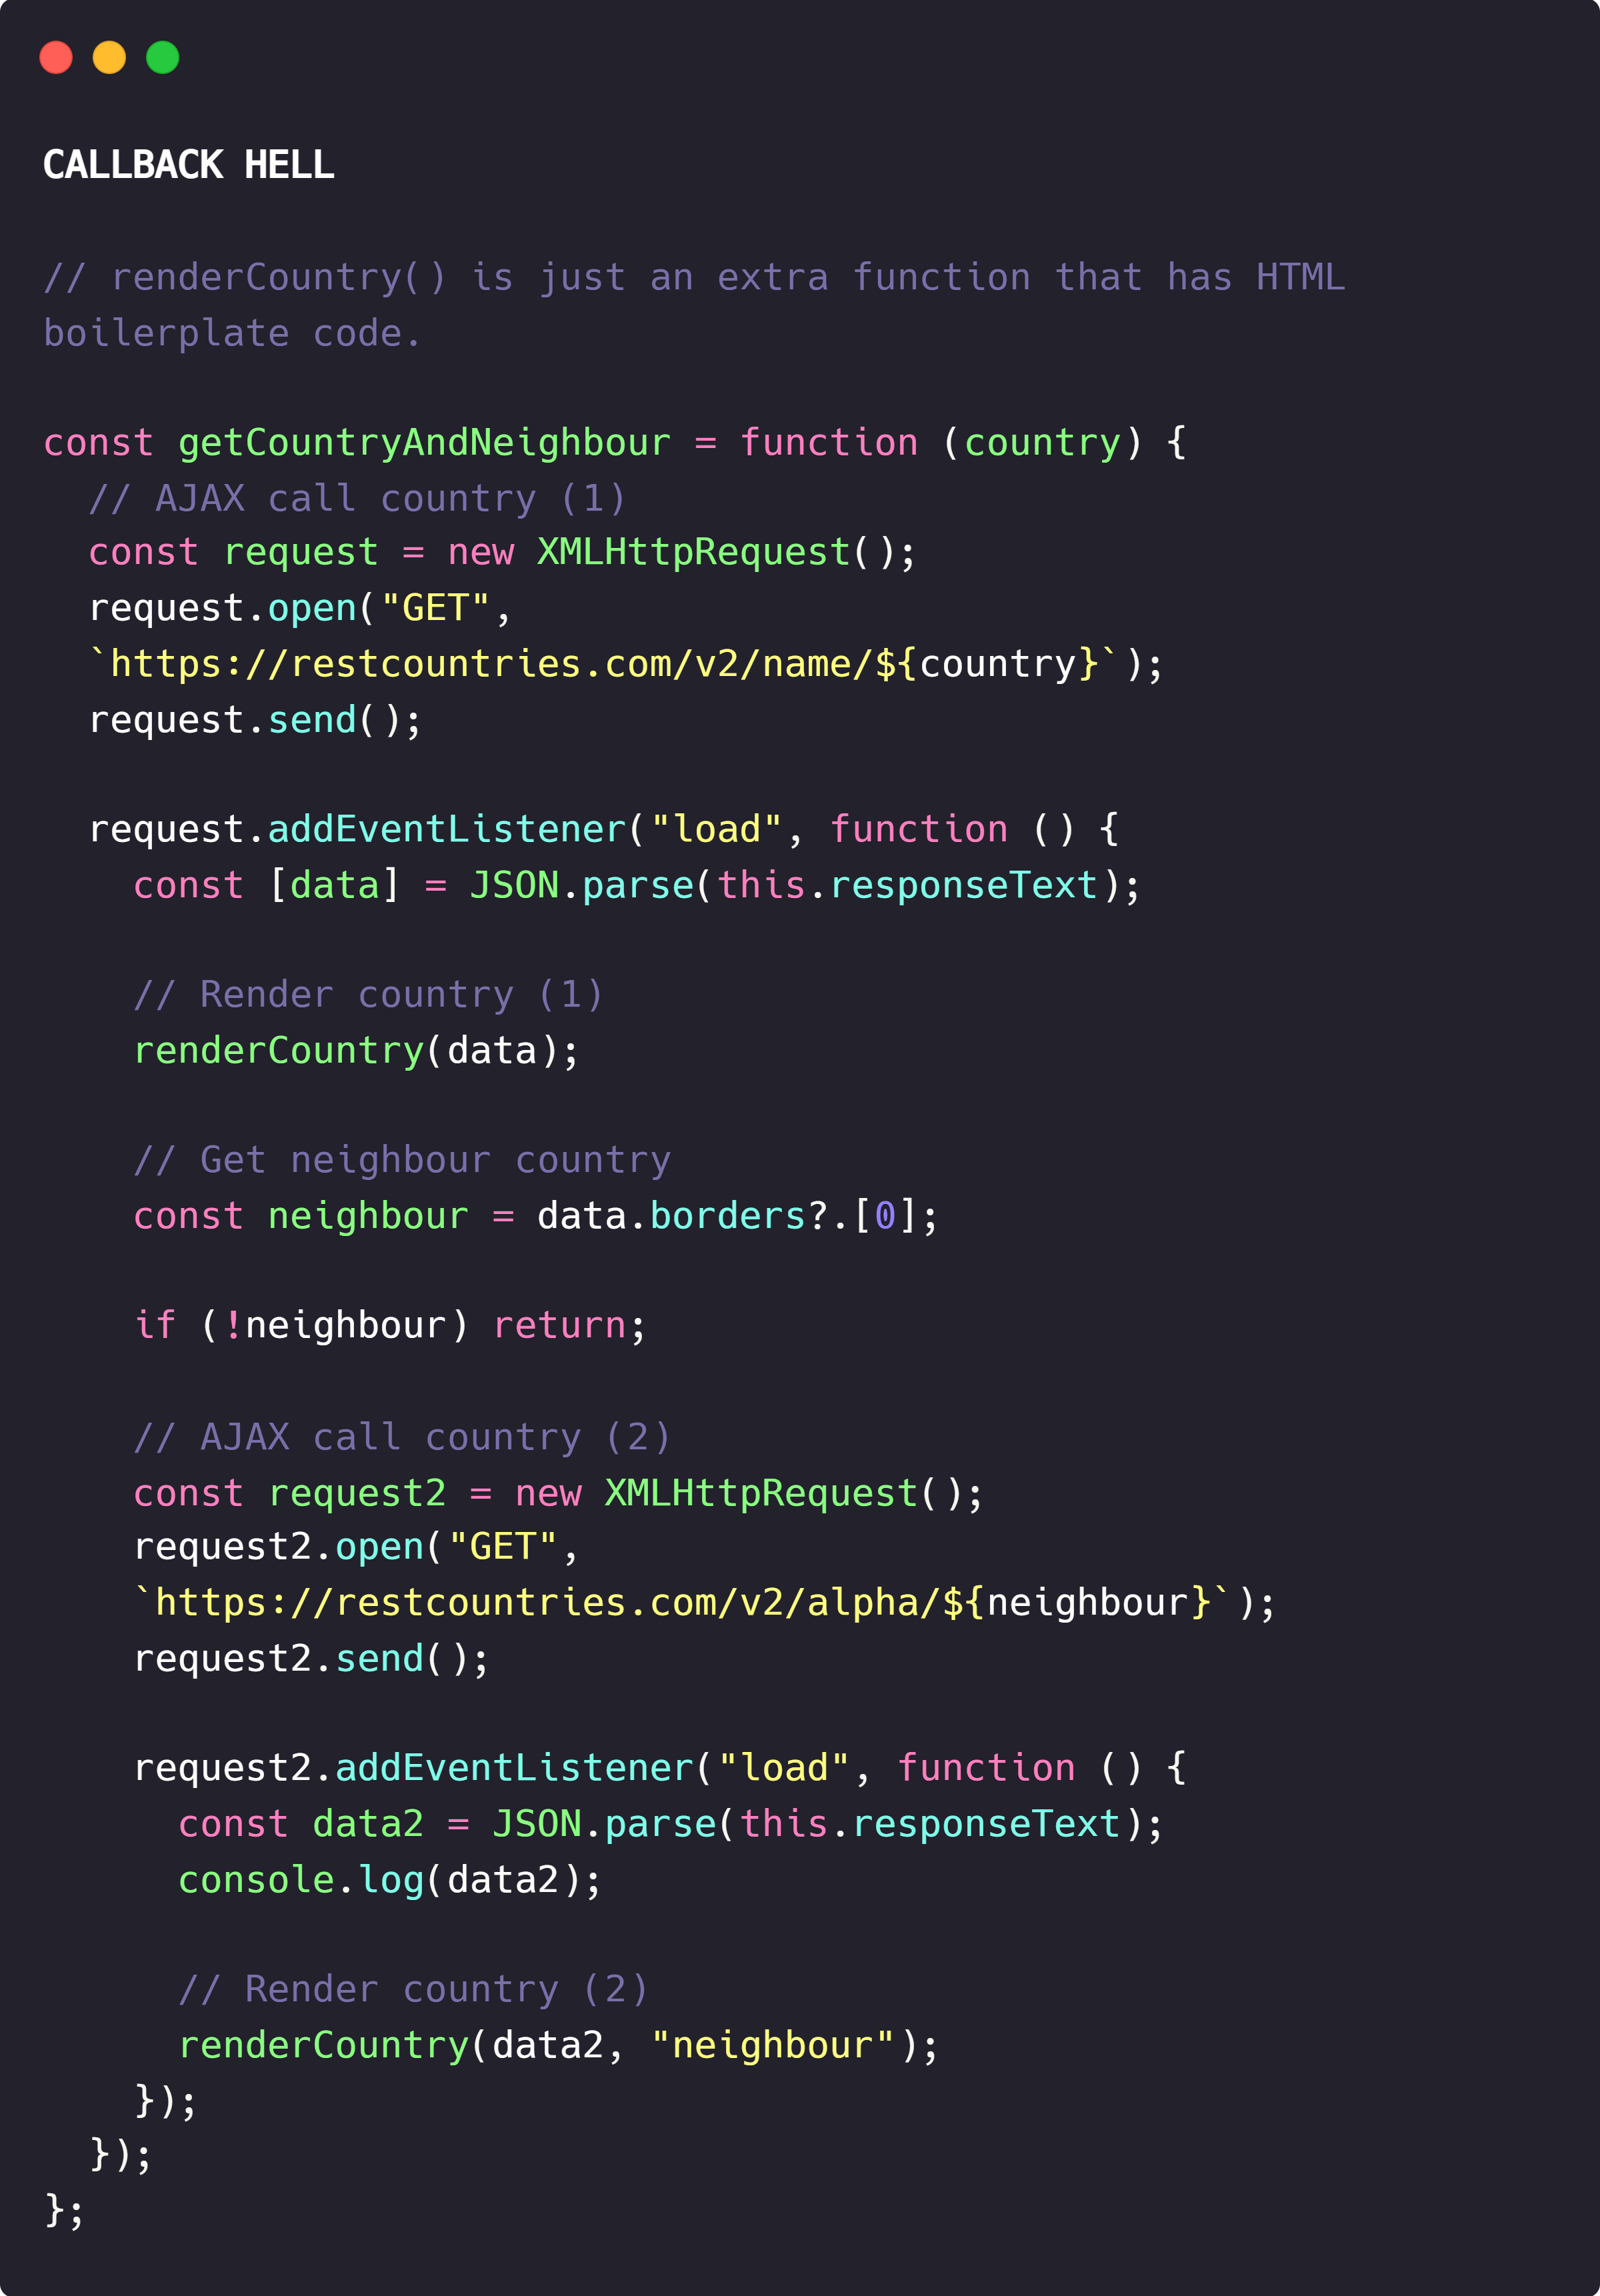 CALLBACK HELL
// renderCountry() is just an extra function that has HTML
boilerplate code.
const getCountryAndNeighbour = function (country) {
  // AJAX call country (1)
  const request = new XMLHttpRequest();
  request.open("GET",
  `https://restcountries.com/v2/name/${country}`);
  request.send();
  request.addEventListener("load", function () {
    const [data] = JSON.parse(this.responseText);
    // Render country (1)
    renderCountry(data);
    // Get neighbour country
    const neighbour = data.borders?.[0];
    if (!neighbour) return;
    // AJAX call country (2)
    const request2 = new XMLHttpRequest();
    request2.open("GET",
    `https://restcountries.com/v2/alpha/${neighbour}`);
    request2.send();
    request2.addEventListener("load", function () {
      const data2 = JSON.parse(this.responseText);
      console.log(data2);
      // Render country (2)
      renderCountry(data2, "neighbour");
    });
  });
};